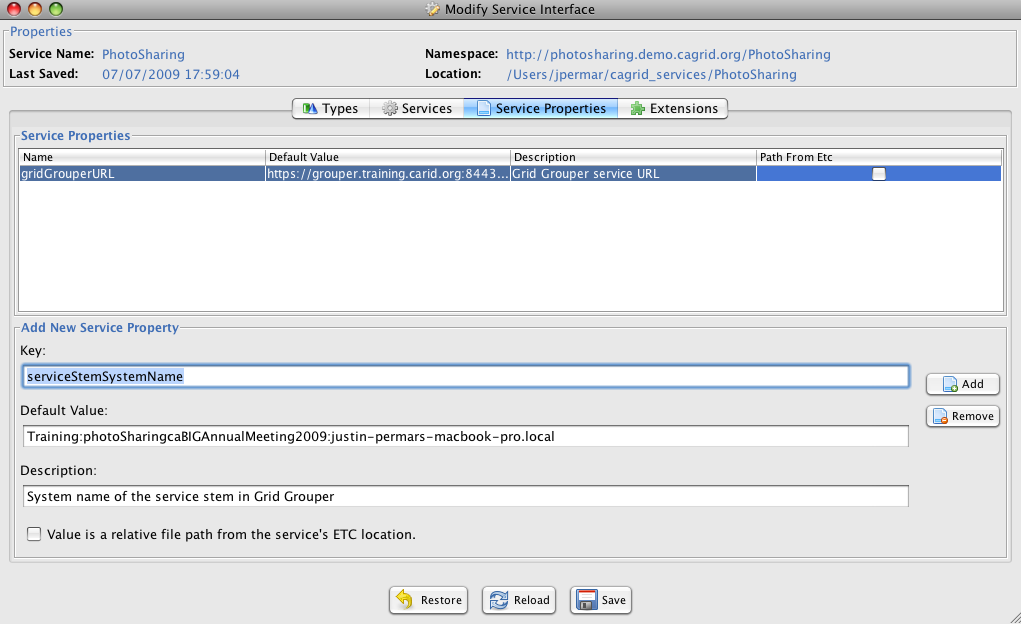 Modify Service Interface
Properties
Service Name: PhotoSharing Namespace: http://photosharing.demo.cagrid.org/PhotoSharing
Last Saved: 07/07/2009 17:59:04 Location: /Users/jpermar/cagrid_services/PhotoSharing
Types Services Service Properties Extensions
Service Properties
Name Default Value Description Path From Etc
gridGrouperURL https://grouper.training.carid.org:8443... Grid Grouper service URL
Add New Service Property
Key:
serviceStemSystemName
Add
Default Value:
Remove
Training:photoSharingcaBIGAnnualMeeting2009:justin-permars-macbook-pro.local
Description:
System name of the service stem in Grid Grouper
Value is a relative file path from the service's ETC location.
Restore Reload Save